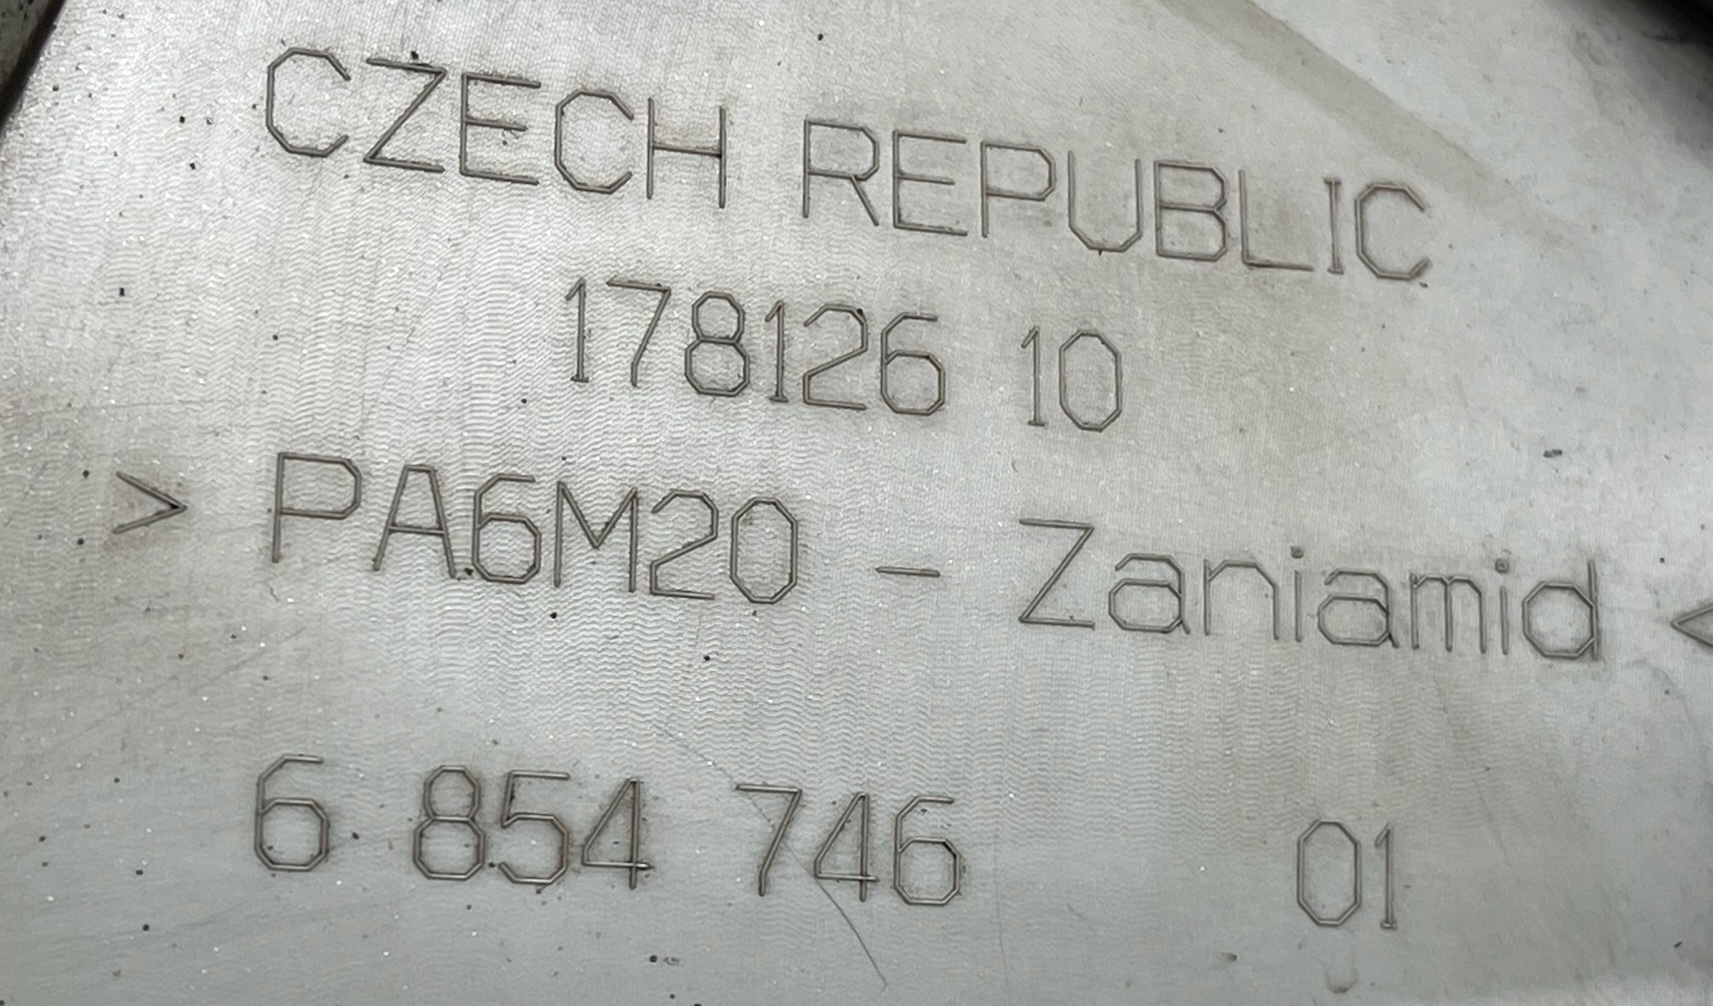 CZECH REPUBLIC
178126 10
> PA6M20 - Zaniamid <
6 854 746 01